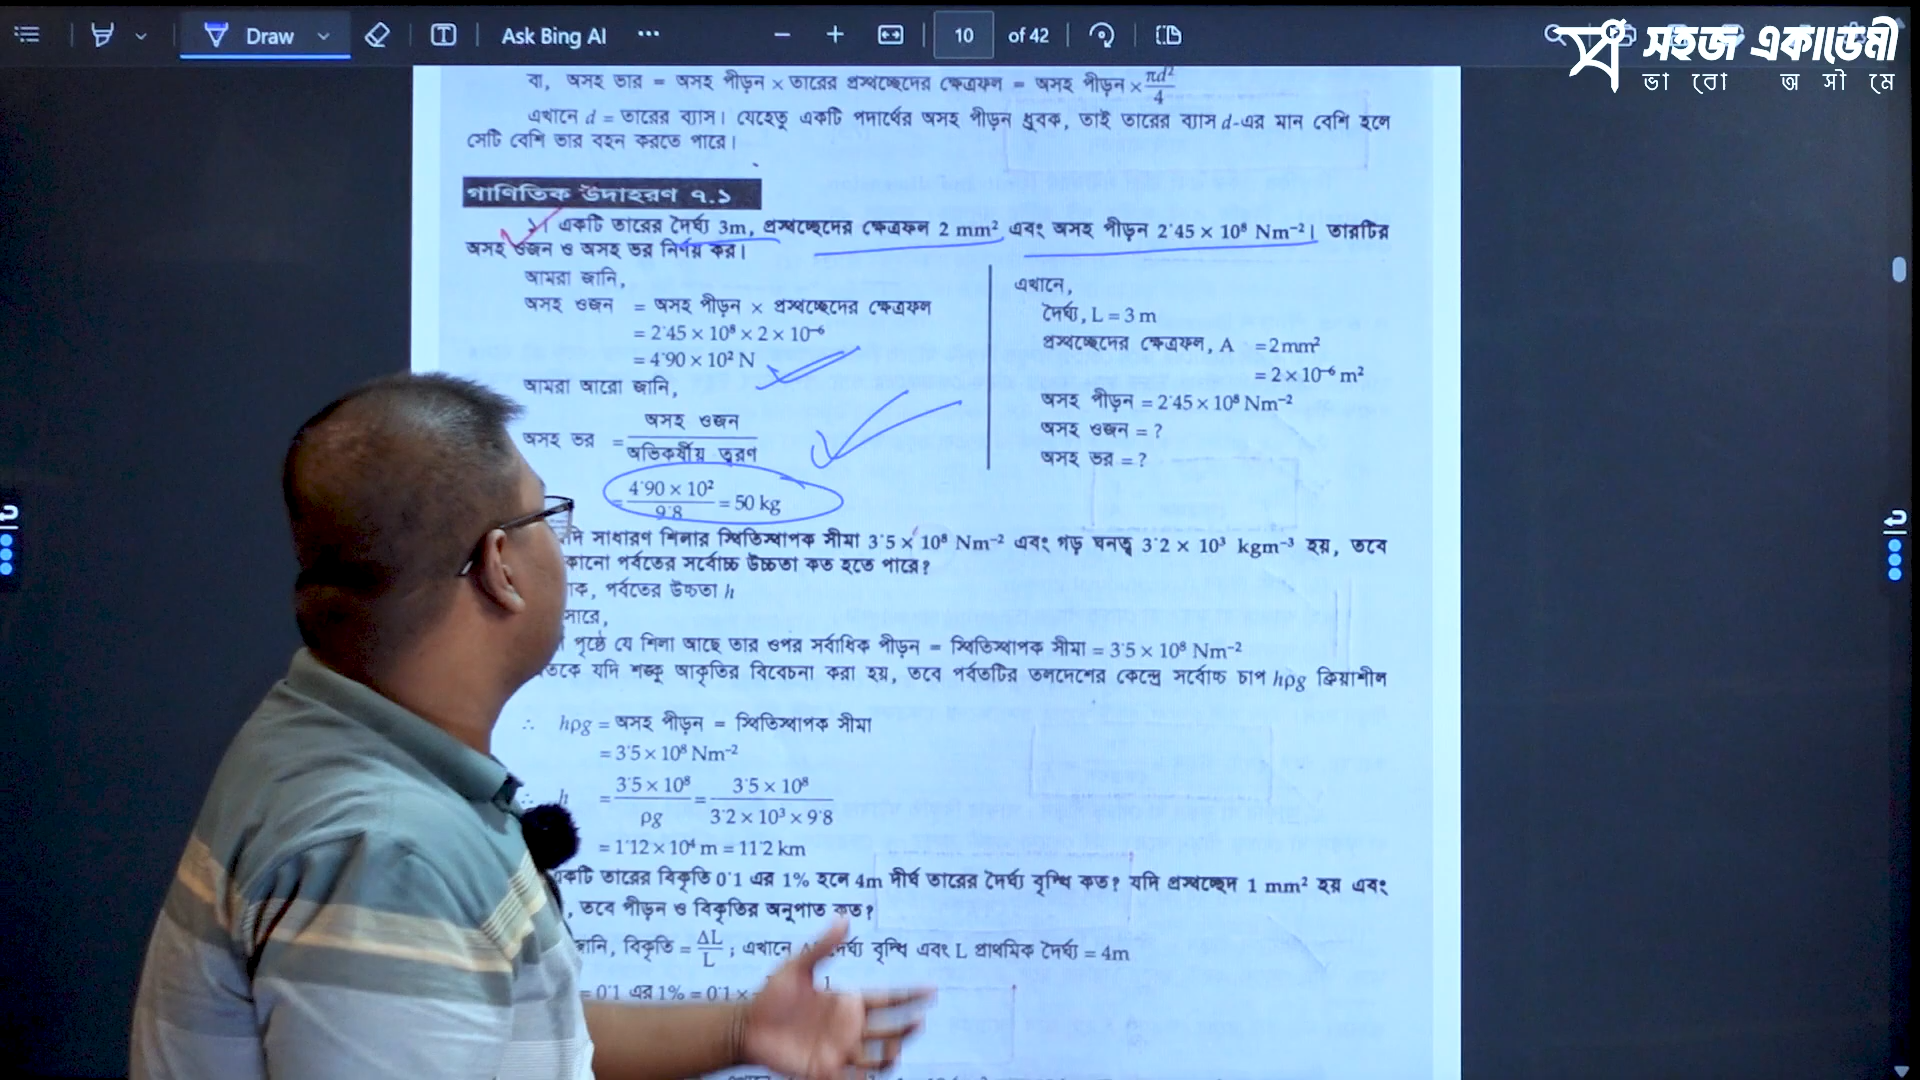 Draw
Ask Bing AI
10 of 42
সহজ একাডেমী
ভাবো অসীমে
বা, অসহ ভার = অসহ পীড়ন × তারের প্রস্থচ্ছেদের ক্ষেত্রফল = অসহ পীড়ন × πd²/4
এখানে d = তারের ব্যাস। যেহেতু একটি পদার্থের অসহ পীড়ন ধ্রুবক, তাই তারের ব্যাস d-এর মান বেশি হলে
সেটি বেশি ভার বহন করতে পারে।
গাণিতিক উদাহরণ ৭.১
১। একটি তারের দৈর্ঘ্য 3m, প্রস্থচ্ছেদের ক্ষেত্রফল 2 mm² এবং অসহ পীড়ন 2˙45 × 10⁸ Nm⁻²। তারটির
অসহ ওজন ও অসহ ভর নির্ণয় কর।
আমরা জানি,
অসহ ওজন = অসহ পীড়ন × প্রস্থচ্ছেদের ক্ষেত্রফল
= 2˙45 × 10⁸ × 2 × 10⁻⁶
= 4˙90 × 10² N
আমরা আরো জানি,
অসহ ভর = অসহ ওজন / অভিকর্ষীয় ত্বরণ
= 4˙90 × 10² / 9˙8 = 50 kg
এখানে,
দৈর্ঘ্য, L = 3 m
প্রস্থচ্ছেদের ক্ষেত্রফল, A = 2 mm²
= 2 × 10⁻⁶ m²
অসহ পীড়ন = 2˙45 × 10⁸ Nm⁻²
অসহ ওজন = ?
অসহ ভর = ?
সাধারণ শিলার স্থিতিস্থাপক সীমা 3˙5 × 10⁸ Nm⁻² এবং গড় ঘনত্ব 3˙2 × 10³ kgm⁻³ হয়, তবে
পর্বতের সর্বোচ্চ উচ্চতা কত হতে পারে?
পর্বতের উচ্চতা h
পৃষ্ঠে যে শিলা আছে তার ওপর সর্বাধিক পীড়ন = স্থিতিস্থাপক সীমা = 3˙5 × 10⁸ Nm⁻²
যদি শঙ্কু আকৃতির বিবেচনা করা হয়, তবে পর্বতটির তলদেশের কেন্দ্রে সর্বোচ্চ চাপ hρg ক্রিয়াশীল
∴ hρg = অসহ পীড়ন = স্থিতিস্থাপক সীমা
= 3˙5 × 10⁸ Nm⁻²
∴ h = 3˙5 × 10⁸ / ρg = 3˙5 × 10⁸ / 3˙2 × 10³ × 9˙8
= 1˙12 × 10⁴ m = 11˙2 km
তারের বিকৃতি 0˙1 এর 1% হলে 4m দীর্ঘ তারের দৈর্ঘ্য বৃদ্ধি কত? যদি প্রস্থচ্ছেদ 1 mm² হয় এবং
, তবে পীড়ন ও বিকৃতির অনুপাত কত?
জানি, বিকৃতি = ΔL/L ; এখানে দৈর্ঘ্য বৃদ্ধি এবং L প্রাথমিক দৈর্ঘ্য = 4m
= 0˙1 এর 1% = 0˙1 ×